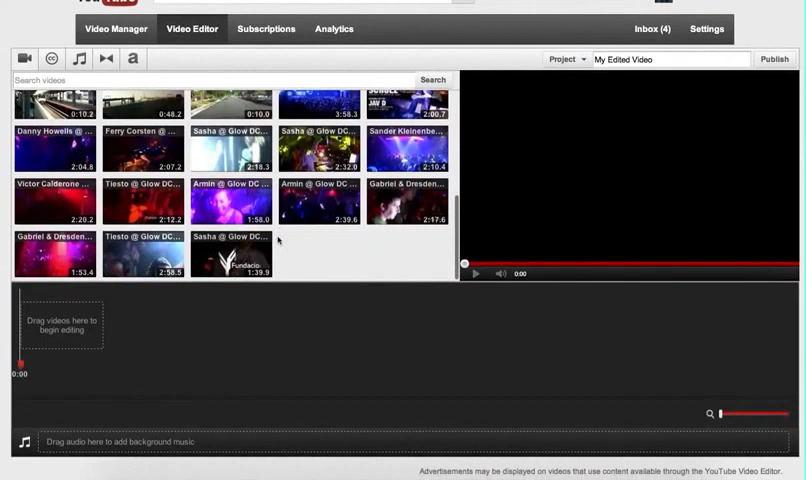 You Tube
Video Manager Video Editor Subscriptions Analytics Inbox (4) Settings
cc a Project My Edited Video Publish
Search videos Search
0:10.2 0:48.2 0:10.0 3:58.3 JAY D 2:00.7
Danny Howells @ ... Ferry Corsten @ ... Sasha @ Glow DC... Sasha @ Glow DC... Sander Kleinenbe...
2:04.8 2:07.2 2:18.3 2:32.0 2:10.4
Victor Calderone ... Tiesto @ Glow DC... Armin @ Glow DC ... Armin @ Glow DC ... Gabriel & Dresden...
2:20.2 2:12.2 1:58.0 2:39.6 2:17.6
Gabriel & Dresden... Tiesto @ Glow DC... Sasha @ Glow DC...
Fundacio
1:53.4 2:58.5 1:39.9
0:00
Drag videos here to
begin editing
0:00
Drag audio here to add background music
Advertisements may be displayed on videos that use content available through the YouTube Video Editor.